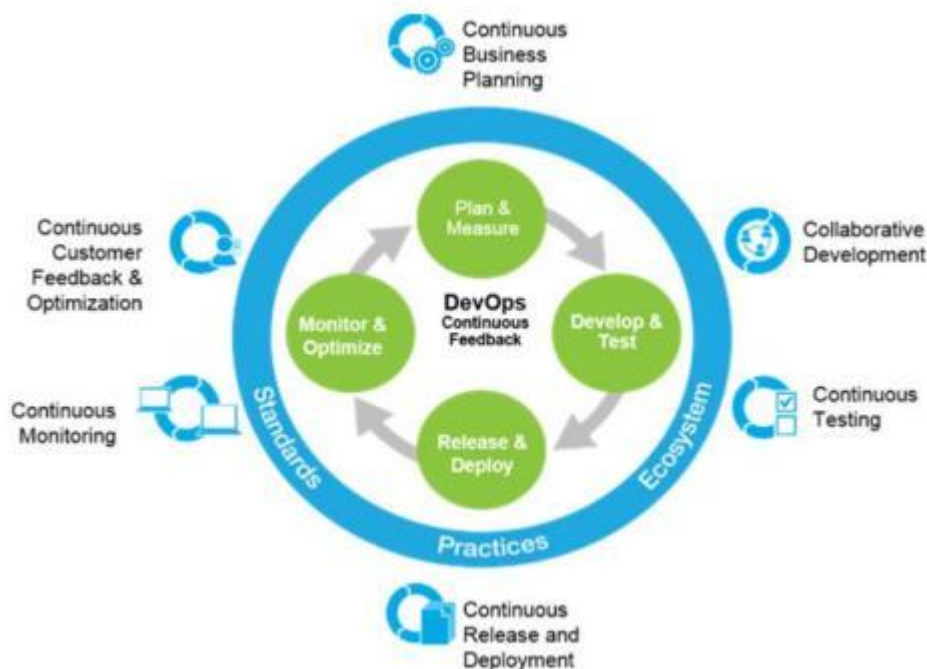 Continuous
Business
Planning
Continuous
Customer
Feedback &
Optimization
Collaborative
Development
Plan &
Measure
DevOps
Continuous
Feedback
Monitor &
Optimize
Develop &
Test
Release &
Deploy
Continuous
Monitoring
Continuous
Testing
Standards
Practices
Ecosystem
Continuous
Release and
Deployment